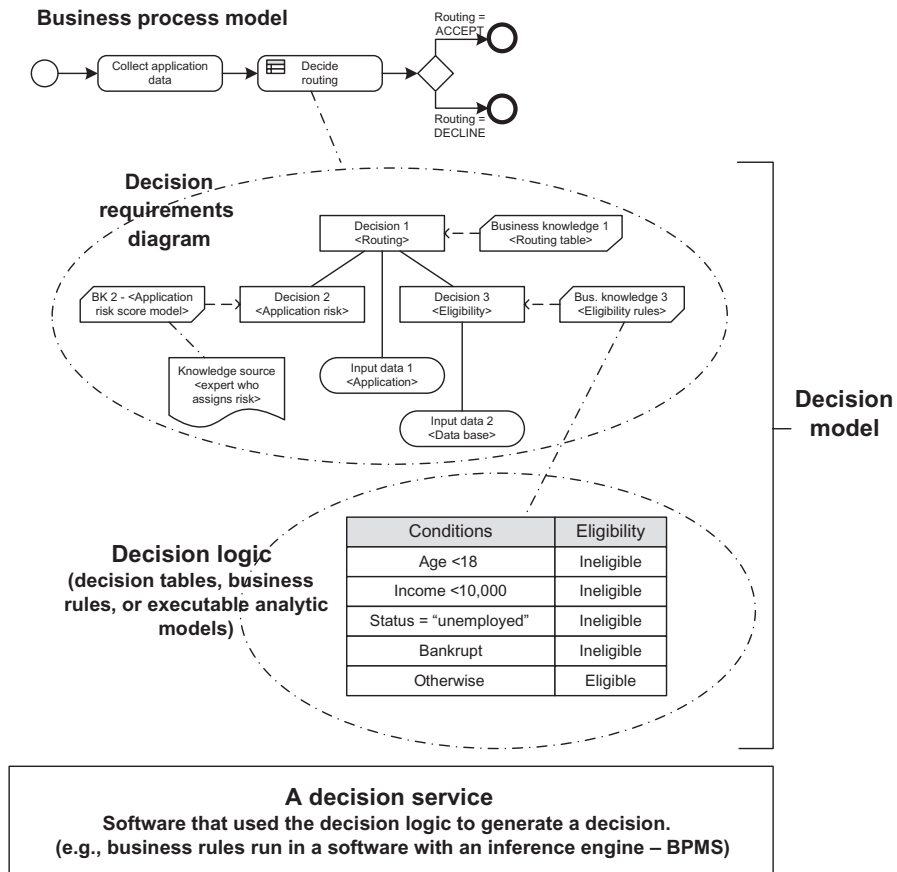 Business process model
Routing =
ACCEPT
Collect application
data
Decide
routing
Routing =
DECLINE
Decision
requirements
diagram
Decision 1
<Routing>
Business knowledge 1
<Routing table>
BK 2 - <Application
risk score model>
Decision 2
<Application risk>
Decision 3
<Eligibility>
Bus. knowledge 3
<Eligibility rules>
Knowledge source
<expert who
assigns risk>
Input data 1
<Application>
Input data 2
<Data base>
Decision
model
Decision logic
(decision tables, business
rules, or executable analytic
models)
Conditions Eligibility
Age <18 Ineligible
Income <10,000 Ineligible
Status = “unemployed” Ineligible
Bankrupt Ineligible
Otherwise Eligible
A decision service
Software that used the decision logic to generate a decision.
(e.g., business rules run in a software with an inference engine – BPMS)